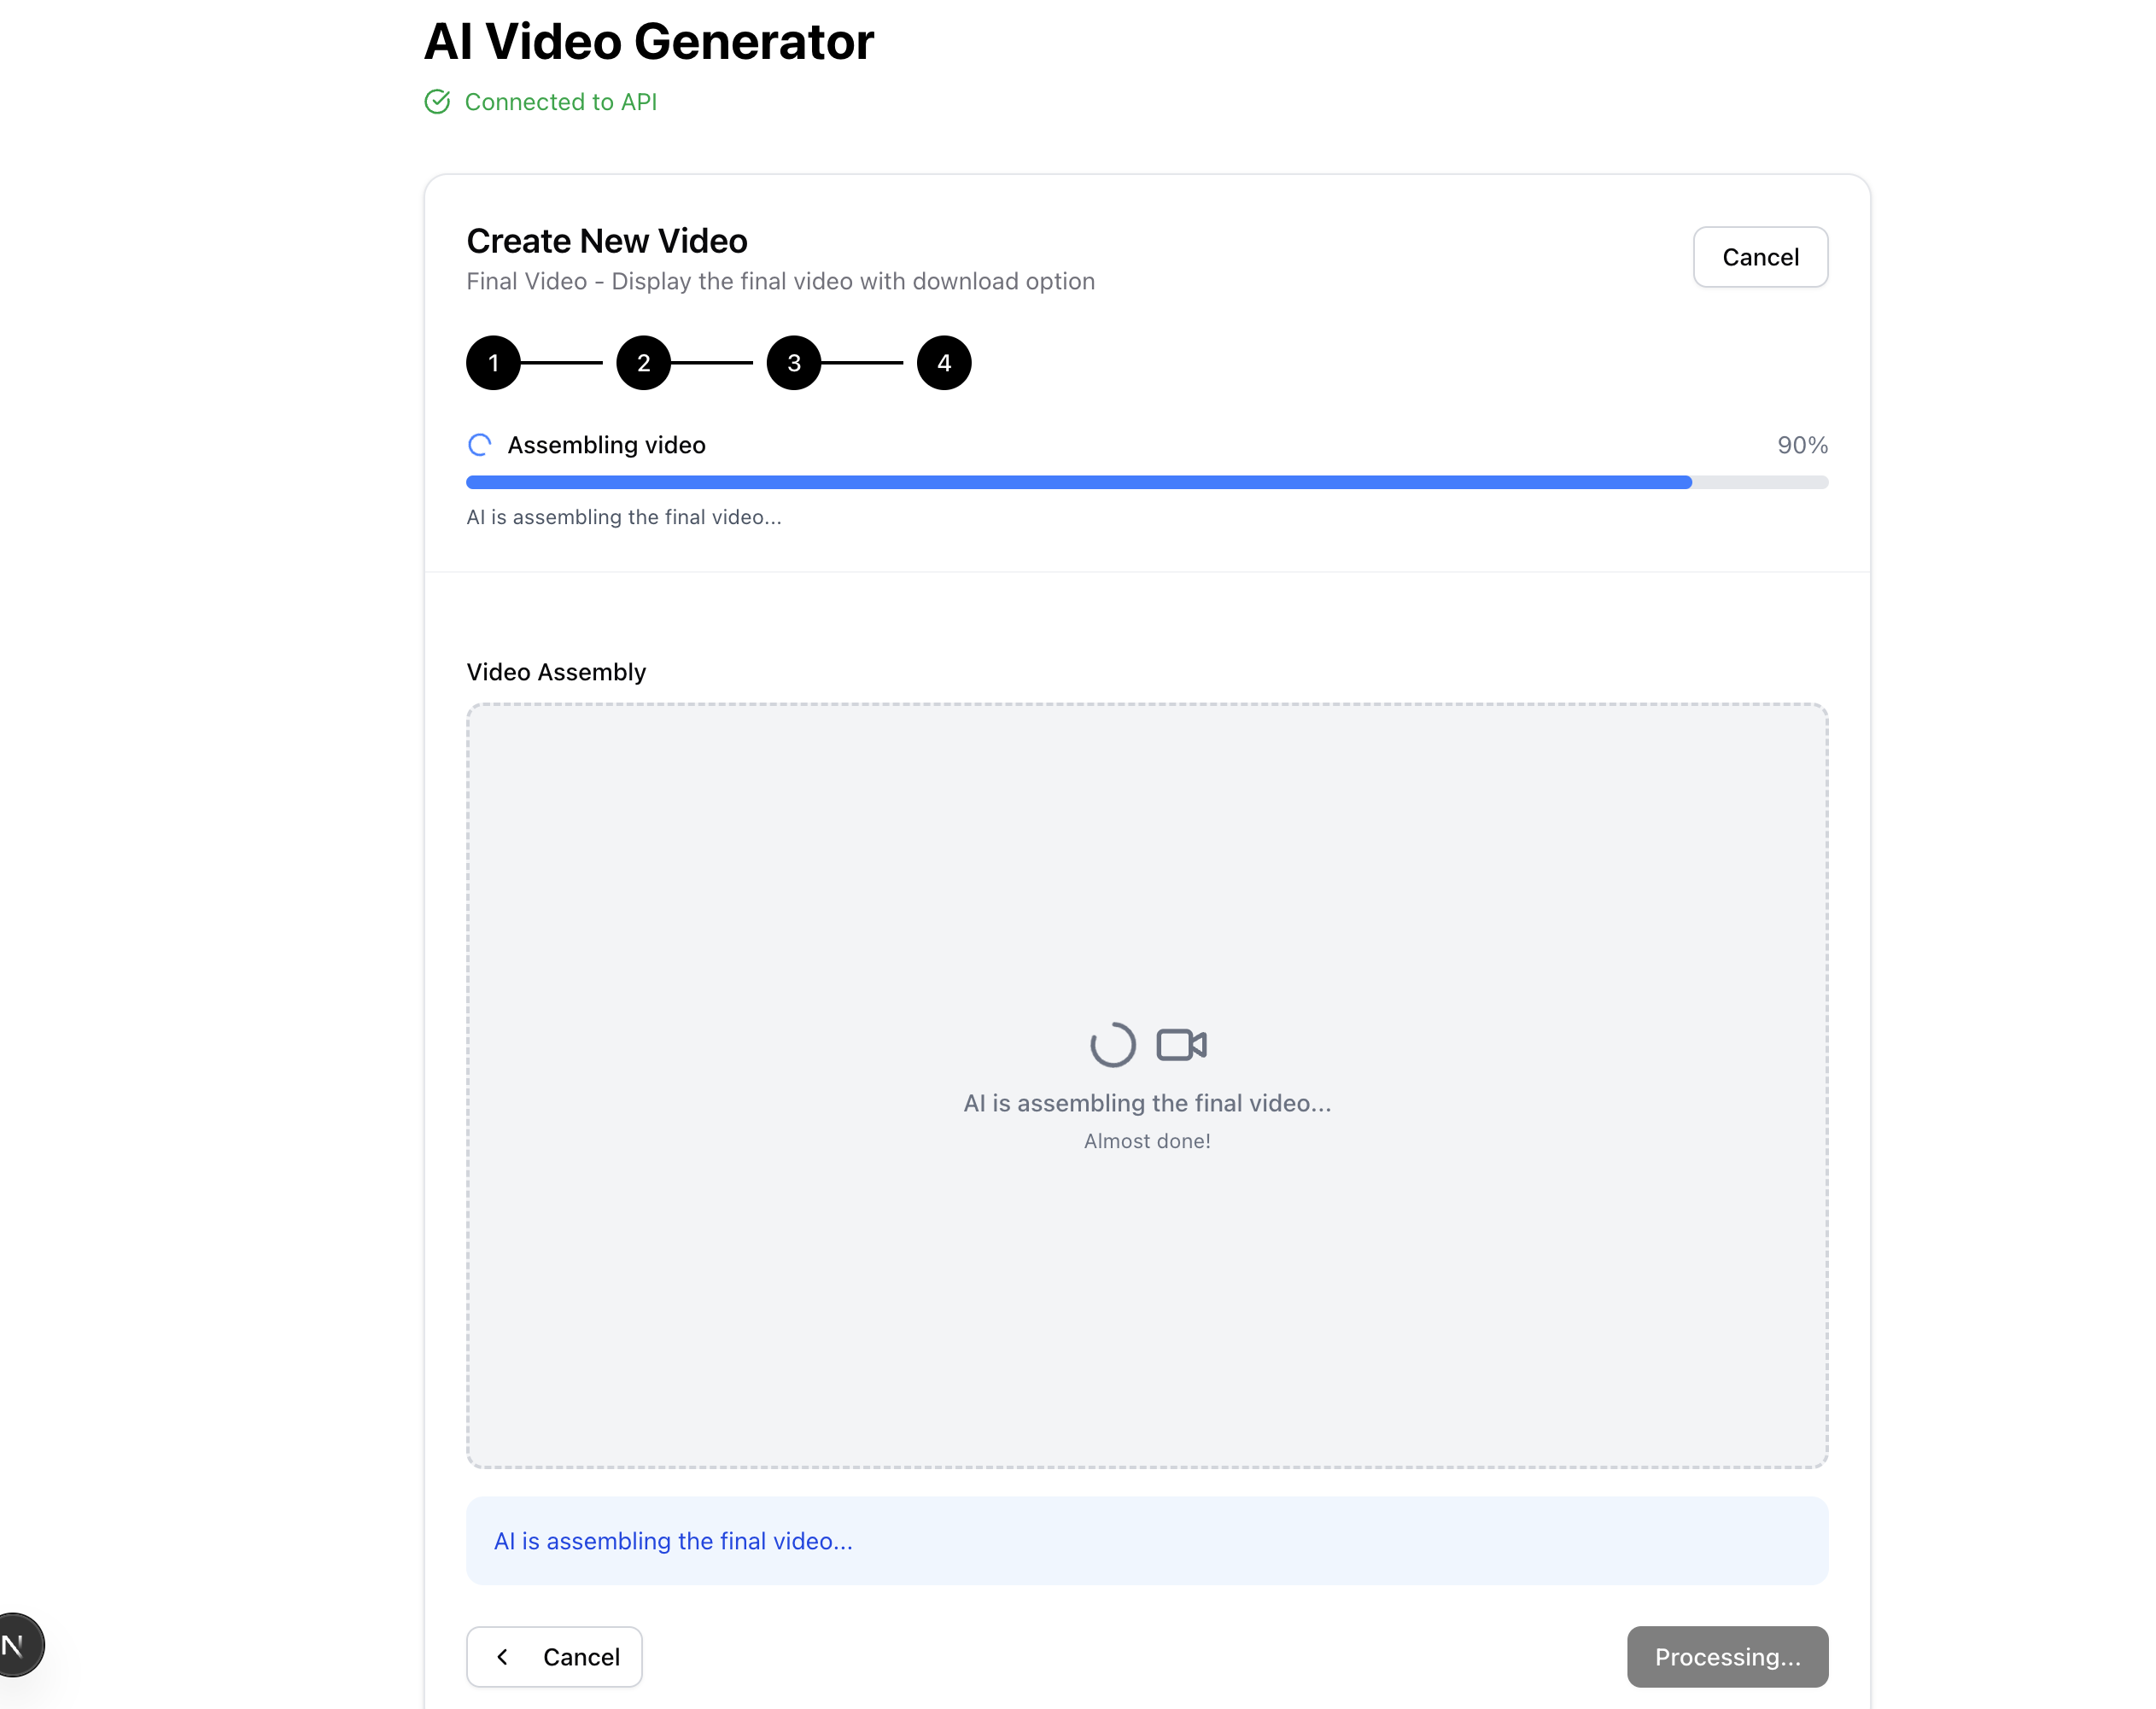 AI Video Generator
Connected to API
Create New Video
Cancel
Final Video - Display the final video with download option
1
2
3
4
Assembling video
90%
AI is assembling the final video...
Video Assembly
AI is assembling the final video...
Almost done!
AI is assembling the final video...
Cancel
Processing...
N